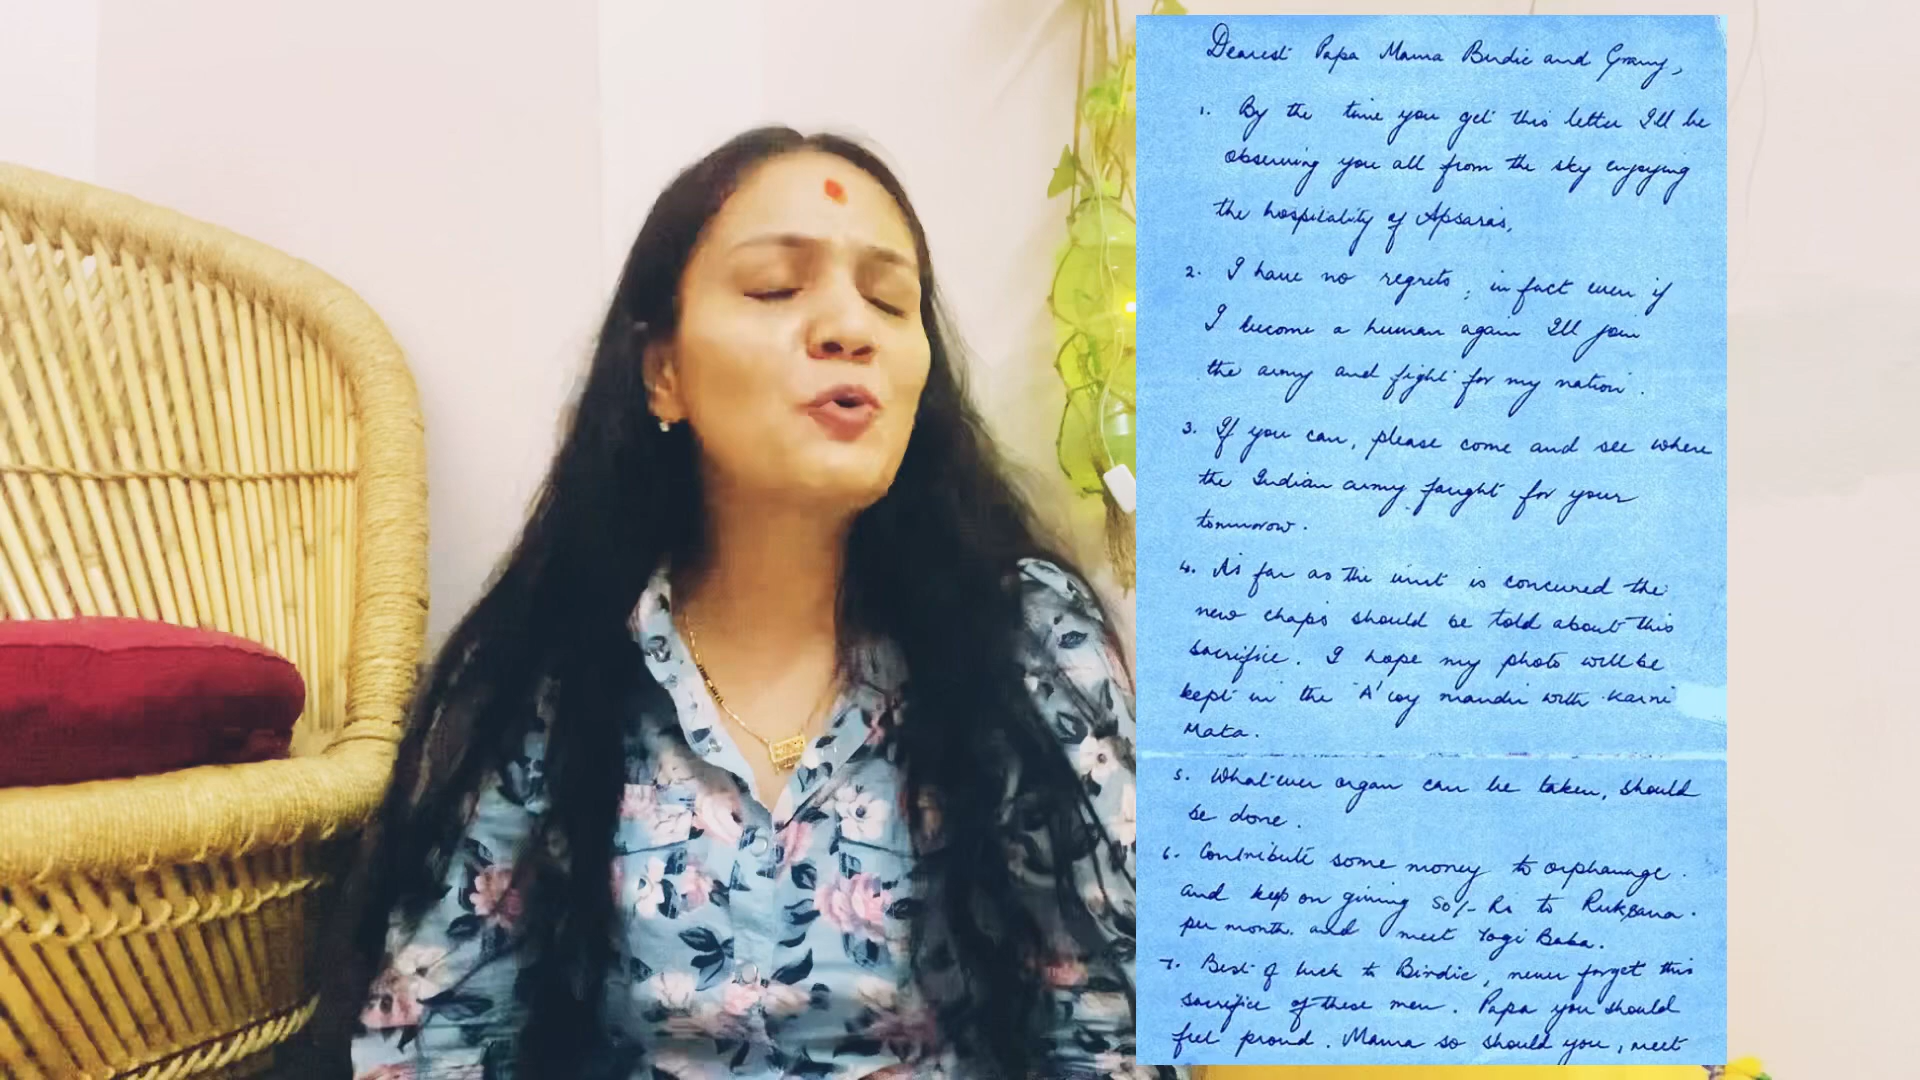 Dearest Papa Mama Birdie and Granny,
1. By the time you get this letter I'll be
observing you all from the sky enjoying
the hospitality of Apsaras.
2. I have no regrets, in fact even if
I become a human again I'll join
the army and fight for my nation.
3. If you can, please come and see where
the Indian army fought for your
tomorrow.
4. As far as the unit is concerned the
new chaps should be told about this
sacrifice. I hope my photo will be
kept in the 'A' coy mandir with Karni
Mata.
5. Whatever organ can be taken, should
be done.
6. Contribute some money to orphanage.
and keep on giving 50/- Rs to Ruksana.
per month. and meet Yogi Baba.
7. Best of luck to Birdie, never forget this
sacrifice of these men. Papa you should
feel proud. Mama so should you, meet